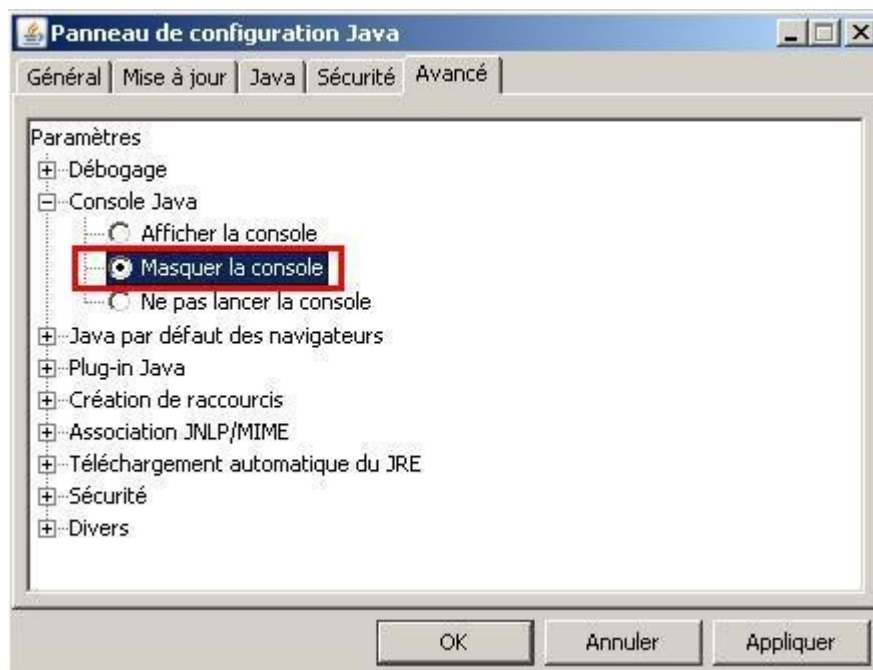 Panneau de configuration Java
Général Mise à jour Java Sécurité Avancé
Paramètres
Débogage
Console Java
Afficher la console
Masquer la console
Ne pas lancer la console
Java par défaut des navigateurs
Plug-in Java
Création de raccourcis
Association JNLP/MIME
Téléchargement automatique du JRE
Sécurité
Divers
OK Annuler Appliquer